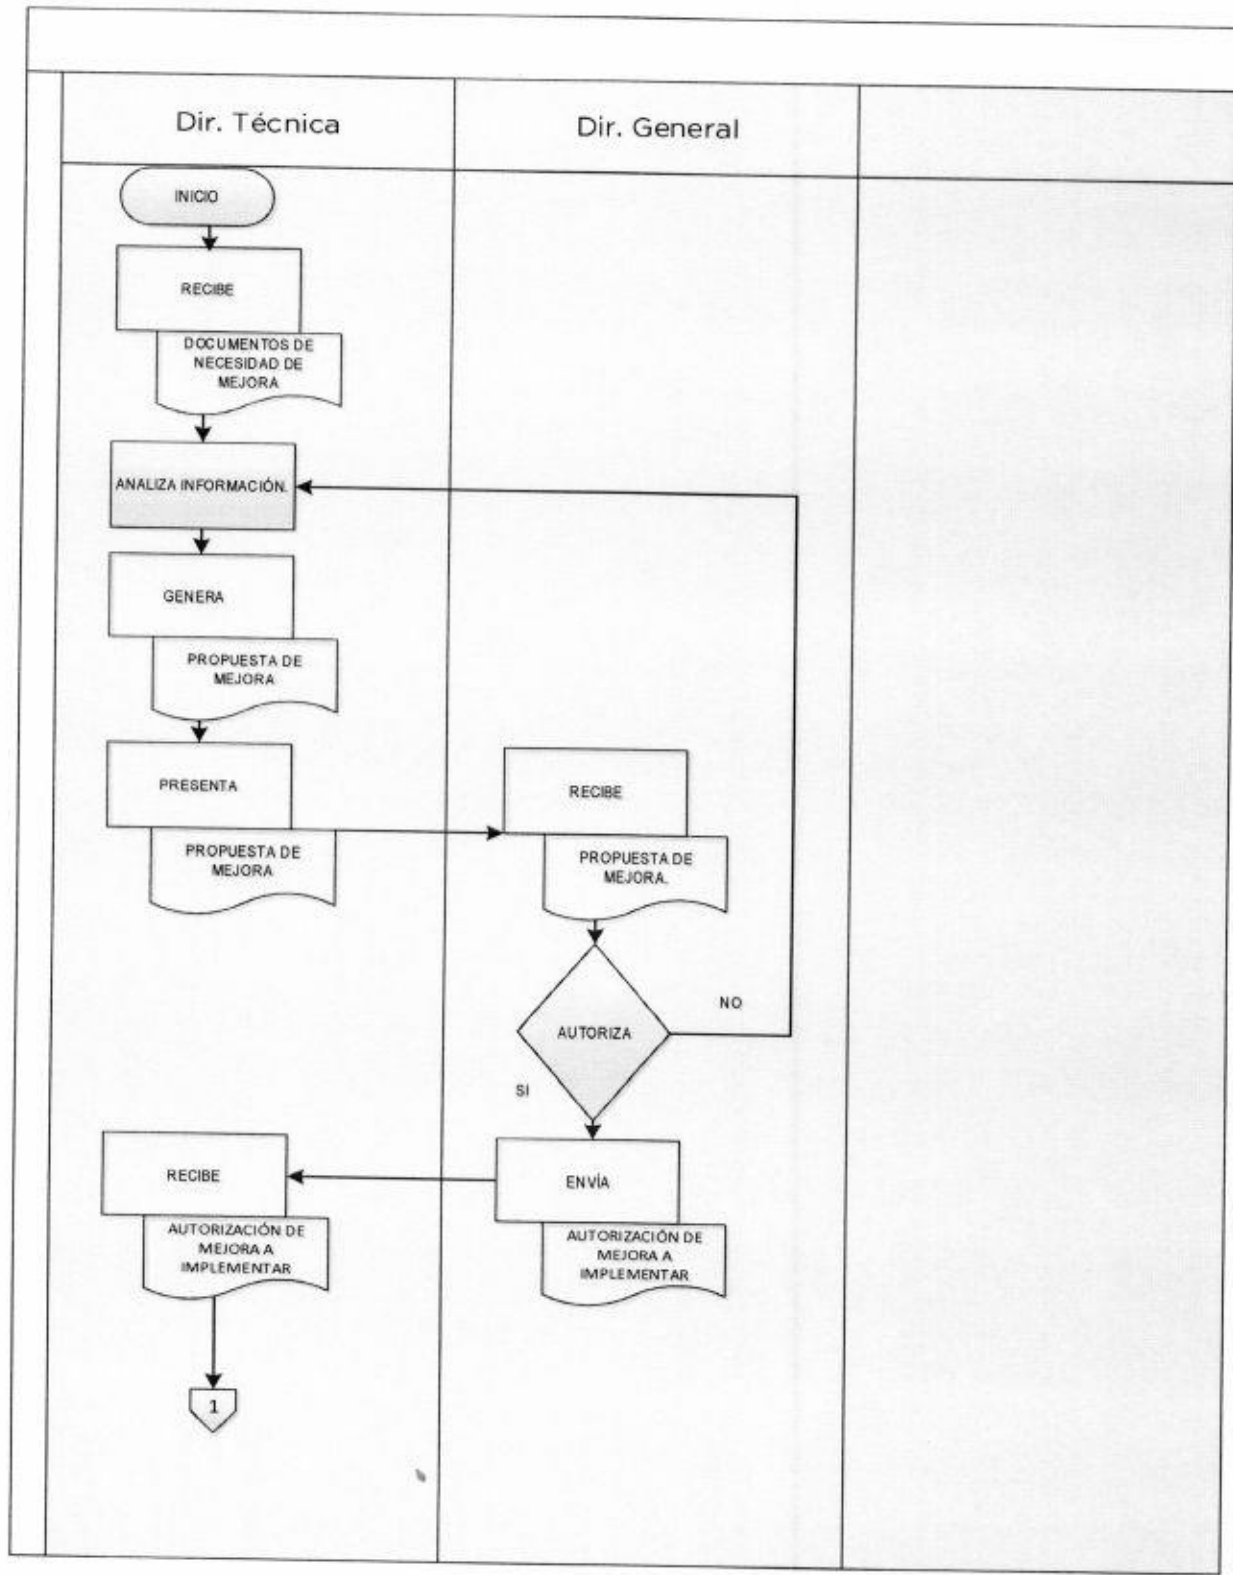 Dir. Técnica
Dir. General
INICIO
RECIBE
DOCUMENTOS DE
NECESIDAD DE
MEJORA
ANALIZA INFORMACIÓN.
GENERA
PROPUESTA DE
MEJORA
PRESENTA
PROPUESTA DE
MEJORA
RECIBE
PROPUESTA DE
MEJORA.
AUTORIZA
NO
SI
ENVÍA
AUTORIZACIÓN DE
MEJORA A
IMPLEMENTAR
RECIBE
AUTORIZACIÓN DE
MEJORA A
IMPLEMENTAR
1